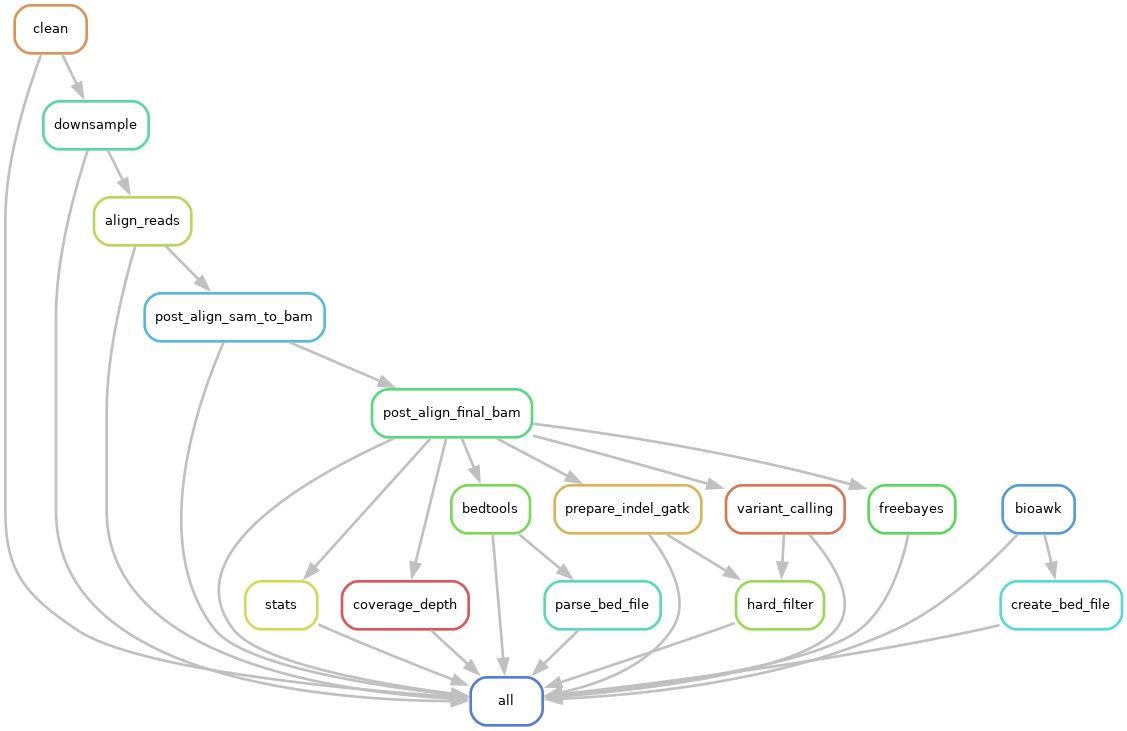 clean
downsample
align_reads
post_align_sam_to_bam
post_align_final_bam
bedtools
prepare_indel_gatk
variant_calling
freebayes
bioawk
stats
coverage_depth
parse_bed_file
hard_filter
create_bed_file
all